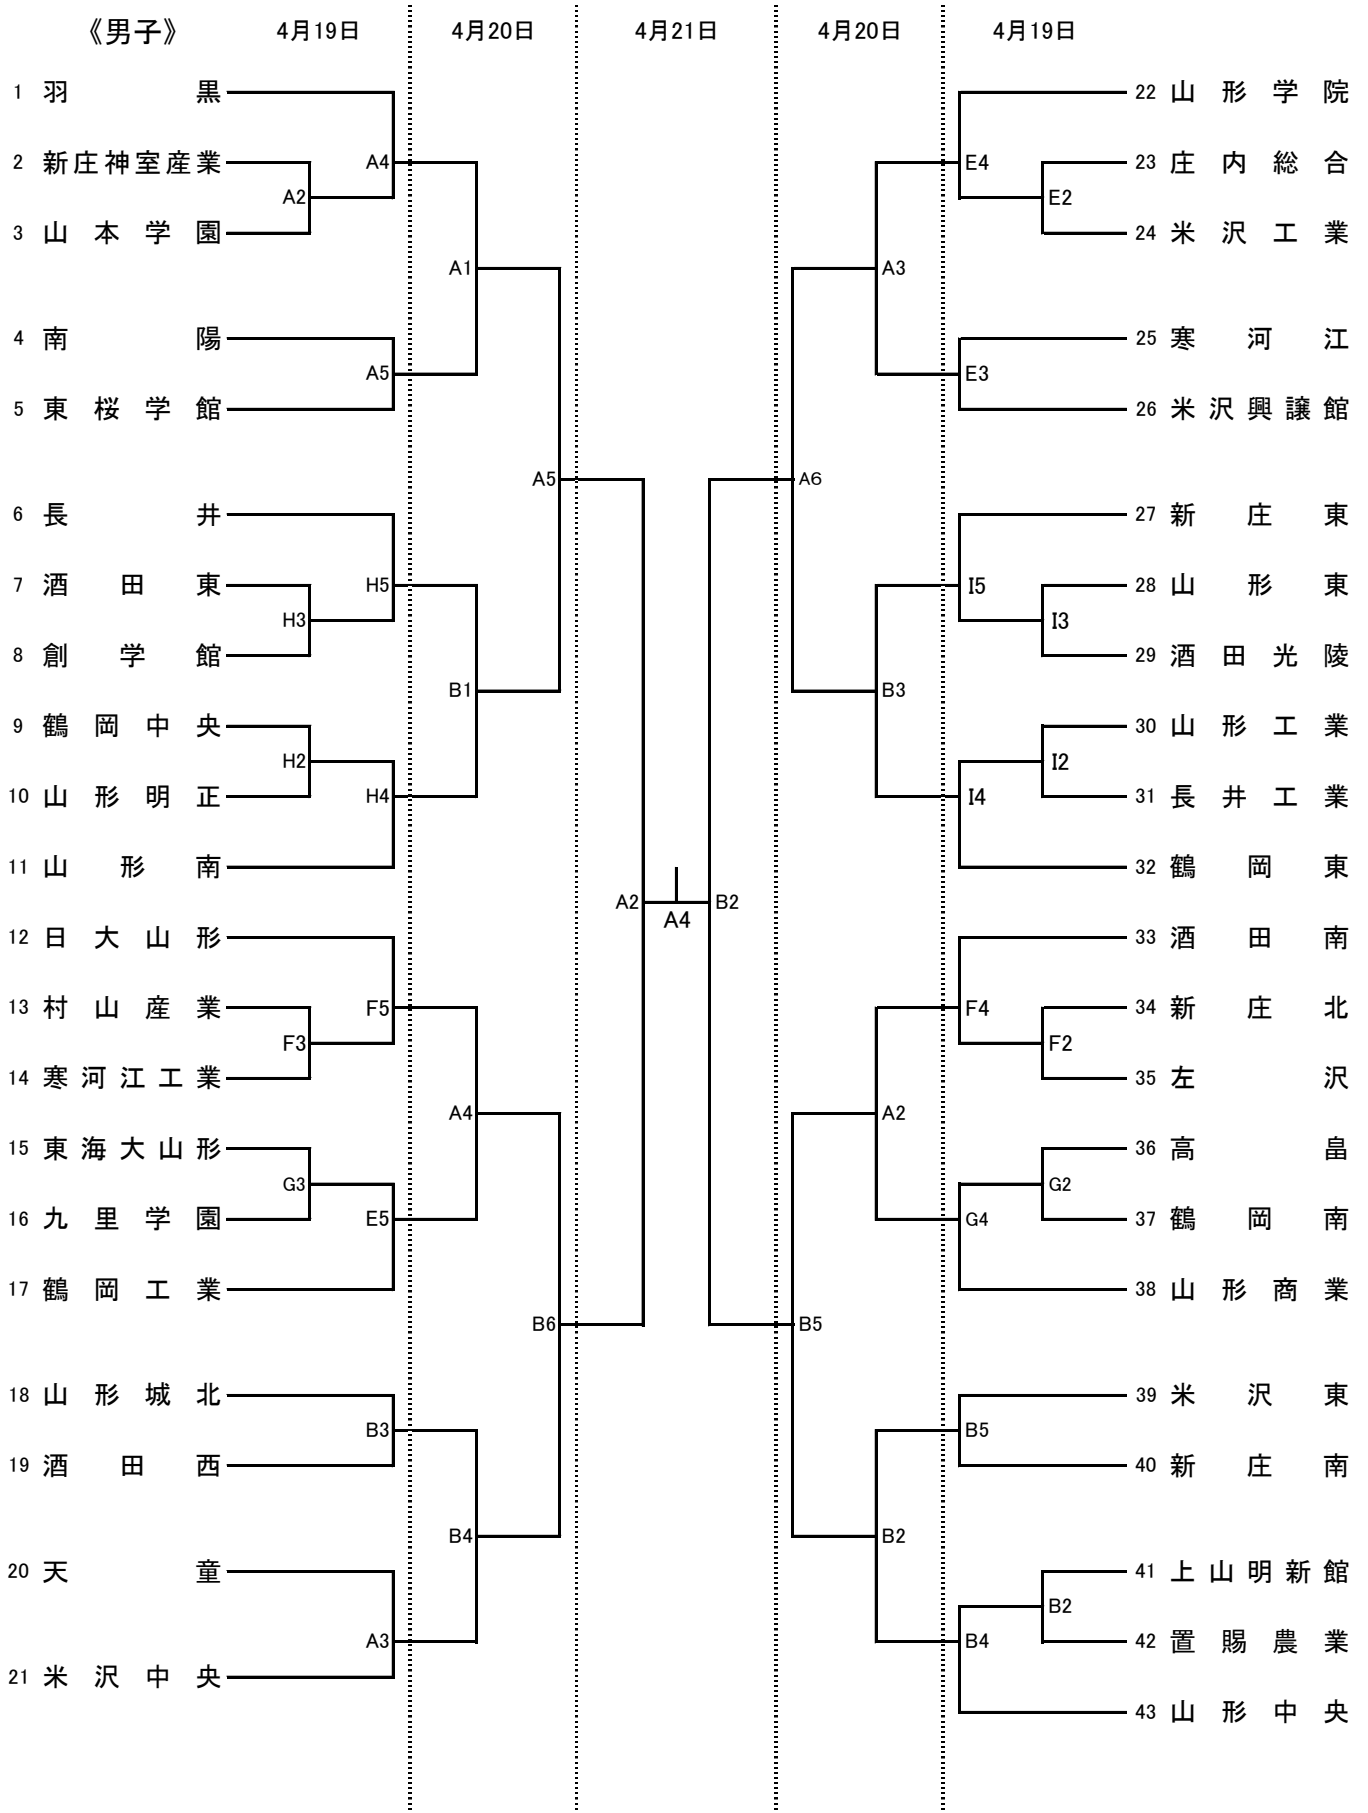 《男子》 4月19日 4月20日 4月21日 4月20日 4月19日
1 羽黒 22 山形学院
2 新庄神室産業 A4 E4 23 庄内総合
A2 E2
3 山本学園 24 米沢工業
A1 A3
4 南陽 25 寒河江
A5 E3
5 東桜学館 26 米沢興譲館
A5 A6
6 長井 27 新庄東
7 酒田東 H5 I5 28 山形東
H3 I3
8 創学館 29 酒田光陵
B1 B3
9 鶴岡中央 30 山形工業
H2 I2
10 山形明正 H4 I4 31 長井工業
11 山形南 32 鶴岡東
A2 B2
A4
12 日大山形 33 酒田南
13 村山産業 F5 F4 34 新庄北
F3 F2
14 寒河江工業 35 左沢
A4 A2
15 東海大山形 36 高畠
G3 G2
16 九里学園 E5 G4 37 鶴岡南
17 鶴岡工業 38 山形商業
B6 B5
18 山形城北 39 米沢東
B3 B5
19 酒田西 40 新庄南
B4 B2
20 天童 41 上山明新館
B2
A3 B4 42 置賜農業
21 米沢中央
43 山形中央